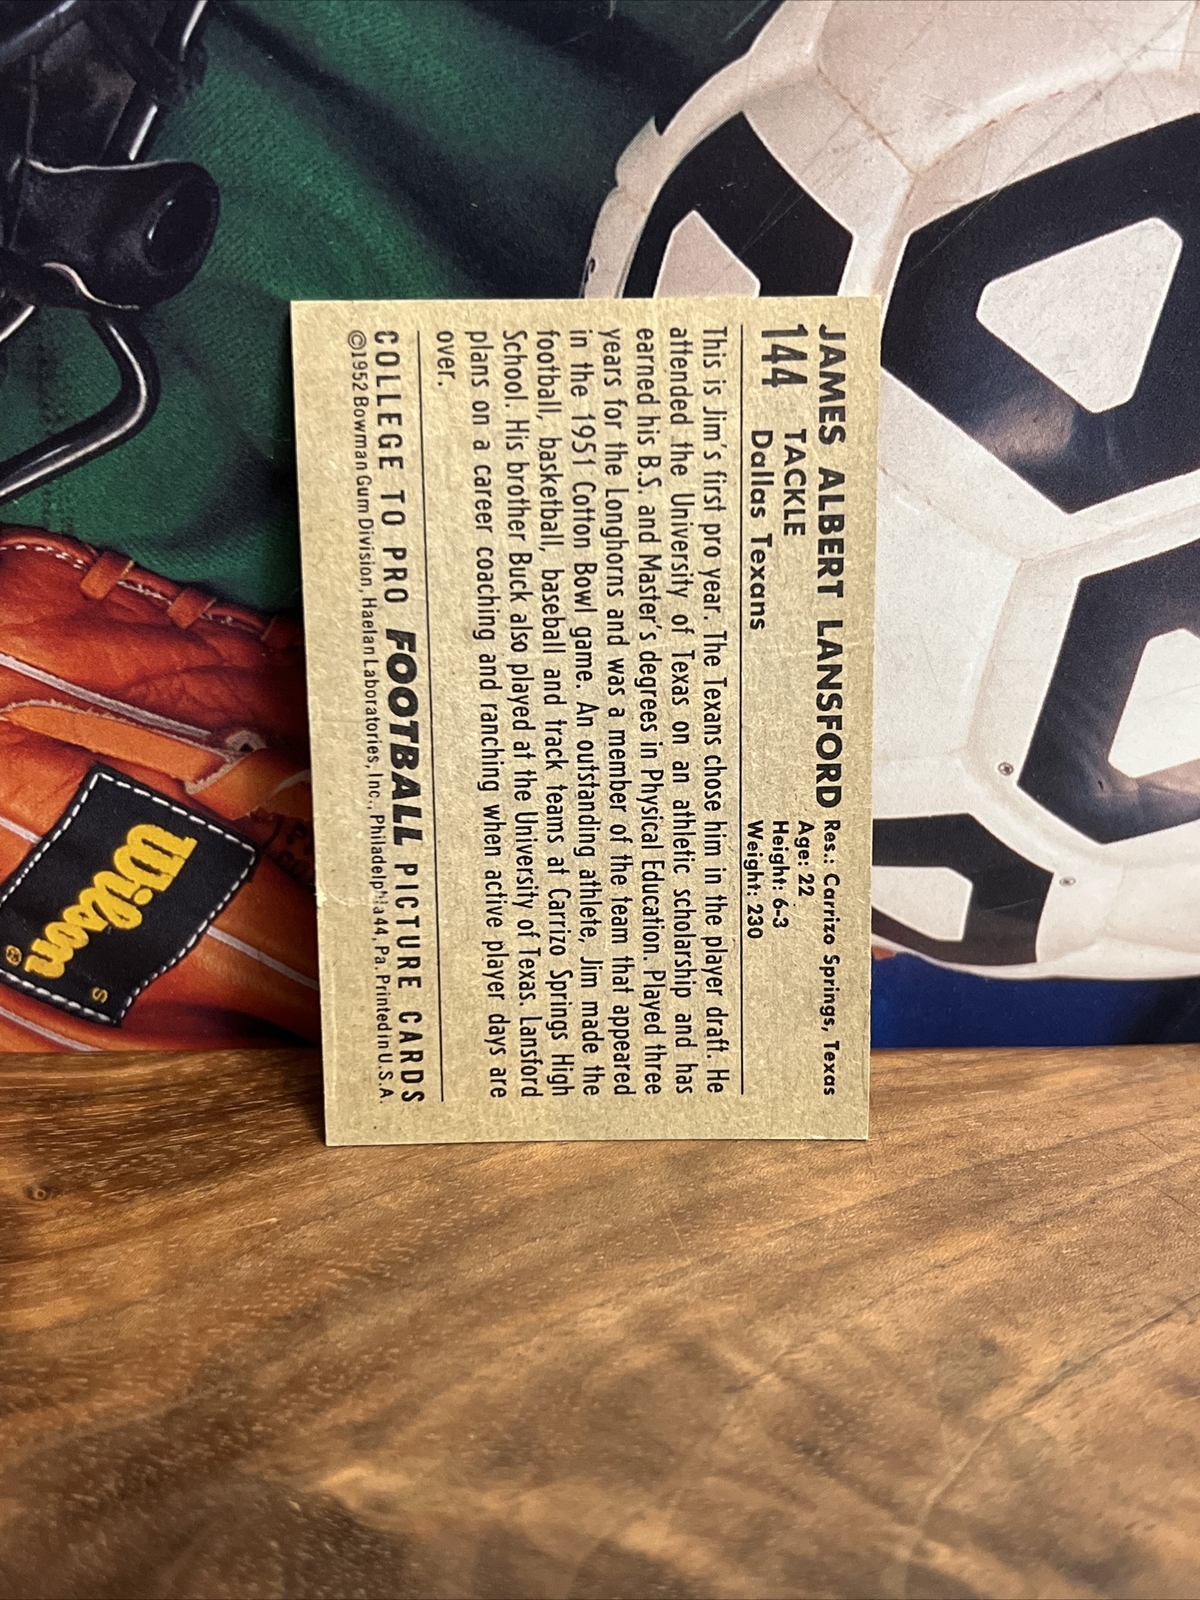 JAMES ALBERT LANSFORD Res.: Carrizo Springs, Texas
144 TACKLE Age: 22
Height: 6-3
Dallas Texans Weight: 230
This is Jim's first pro year. The Texans chose him in the player draft. He
attended the University of Texas on an athletic scholarship and has
earned his B.S. and Master's degrees in Physical Education. Played three
years for the Longhorns and was a member of the team that appeared
in the 1951 Cotton Bowl game. An outstanding athlete, Jim made the
football, basketball, baseball and track teams at Carrizo Springs High
School. His brother Buck also played at the University of Texas. Lansford
plans on a career coaching and ranching when active player days are
over.
COLLEGE TO PRO FOOTBALL PICTURE CARDS
©1952 Bowman Gum Division, Haelan Laboratories, Inc., Philadelphia 44, Pa. Printed in U.S.A.
Wilson ®
S